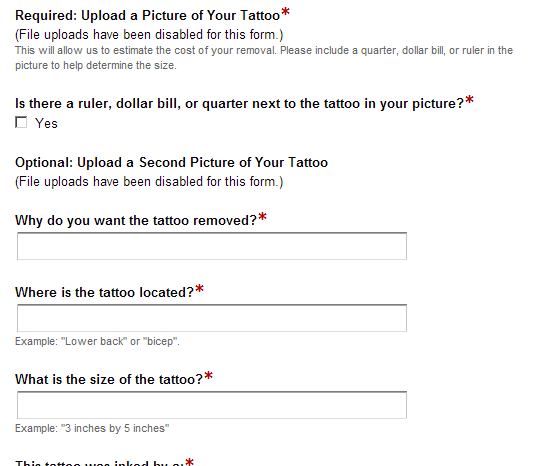 Required: Upload a Picture of Your Tattoo*
(File uploads have been disabled for this form.)
This will allow us to estimate the cost of your removal. Please include a quarter, dollar bill, or ruler in the
picture to help determine the size.
Is there a ruler, dollar bill, or quarter next to the tattoo in your picture?*
Yes
Optional: Upload a Second Picture of Your Tattoo
(File uploads have been disabled for this form.)
Why do you want the tattoo removed?*
Where is the tattoo located?*
Example: "Lower back" or "bicep".
What is the size of the tattoo?*
Example: "3 inches by 5 inches"
This tattoo was inked by a:*